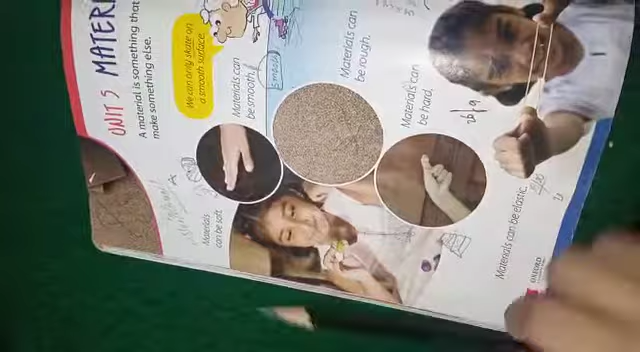 UNIT 5 MATERI
A material is something that
make something else.
We can only skate on
a smooth surface.
Materials can
be smooth.
smooth
Materials can
be rough.
Materials can
be hard.
Materials
can be soft.
Materials can be elastic.
OXFORD